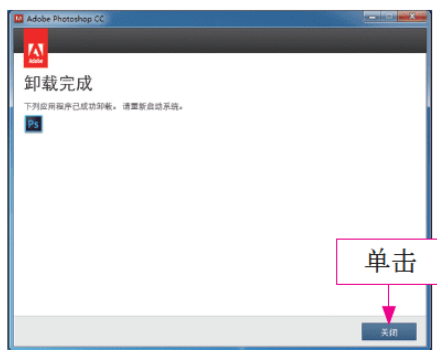 Adobe Photoshop CC
Adobe
卸载完成
下列应用程序已成功卸载。 请重新启动系统。
Ps
单击
关闭